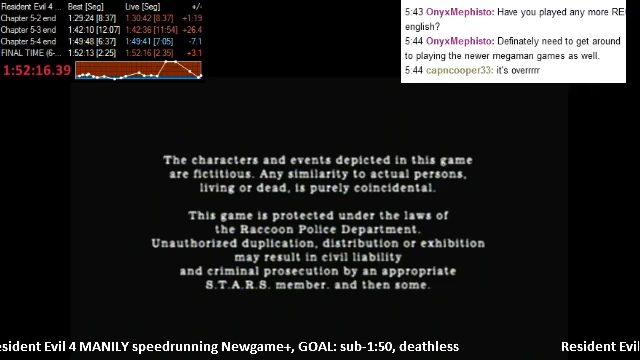 Resident Evil 4 ... Best [Seg] Live [Seg] +/-
Chapter 5-2 end 1:29:24 [8:37] 1:30:42 [8:37] +1:19
Chapter 5-3 end 1:42:10 [12:07] 1:42:36 [11:54] +26.4
Chapter 5-4 end 1:49:48 [6:37] 1:49:41 [7:05] -7.1
FINAL TIME (6-... 1:52:13 [2:25] 1:52:16 [2:35] +3.1
1:52:16.39
5:43 OnyxMephisto: Have you played any more RE
english?
5:44 OnyxMephisto: Definately need to get around
to playing the newer megaman games as well.
5:44 capncooper33: it's overrrrr
The characters and events depicted in this game
are fictitious. Any similarity to actual persons,
living or dead, is purely coincidental.
This game is protected under the laws of
the Raccoon Police Department.
Unauthorized duplication, distribution or exhibition
may result in civil liability
and criminal prosecution by an appropriate
S.T.A.R.S. member. and then some.
esident Evil 4 MANILY speedrunning Newgame+, GOAL: sub-1:50, deathless Resident Evil